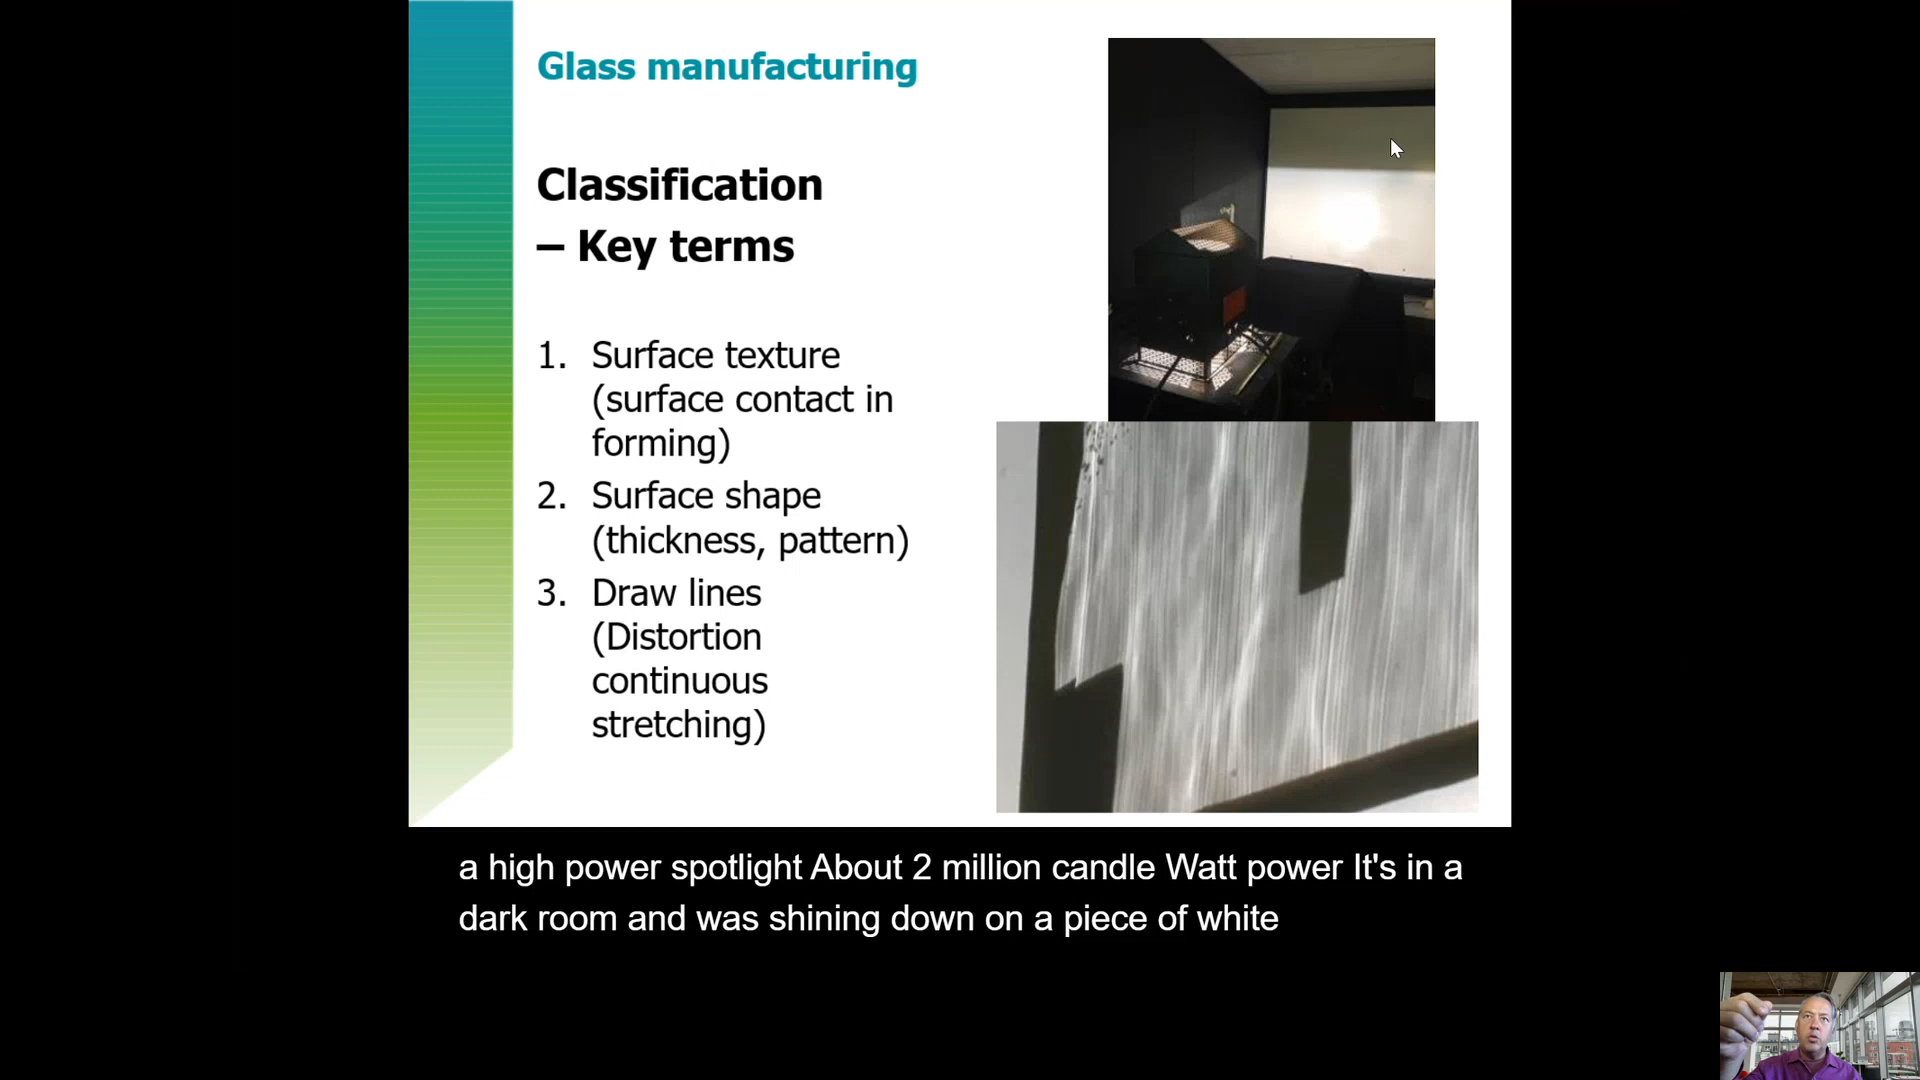 Glass manufacturing
Classification
– Key terms
1. Surface texture
(surface contact in
forming)
2. Surface shape
(thickness, pattern)
3. Draw lines
(Distortion
continuous
stretching)
a high power spotlight About 2 million candle Watt power It's in a
dark room and was shining down on a piece of white